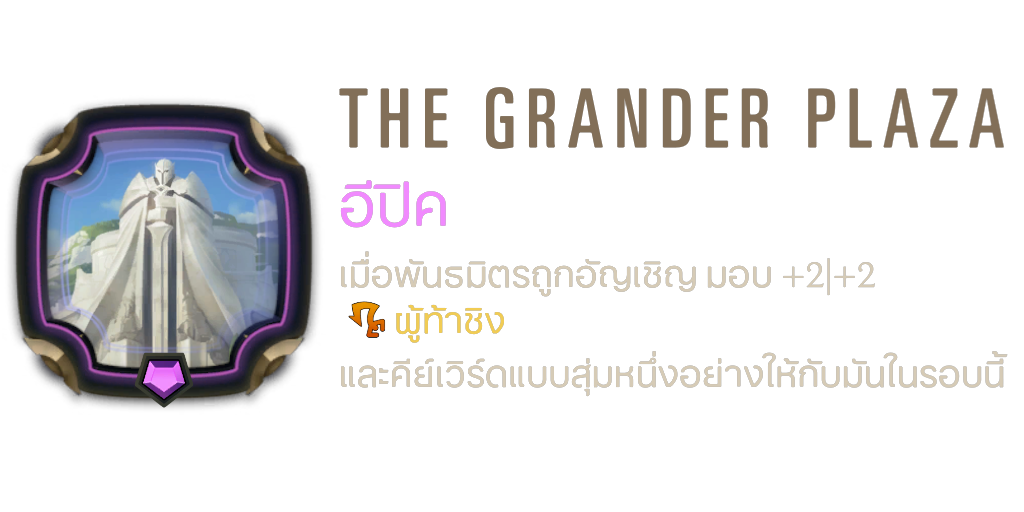 THE GRANDER PLAZA
อีปิค
เมื่อพันธมิตรถูกอัญเชิญ มอบ +2|+2
ผู้ท้าชิง
และคีย์เวิร์ดแบบสุ่มหนึ่งอย่างให้กับมันในรอบนี้